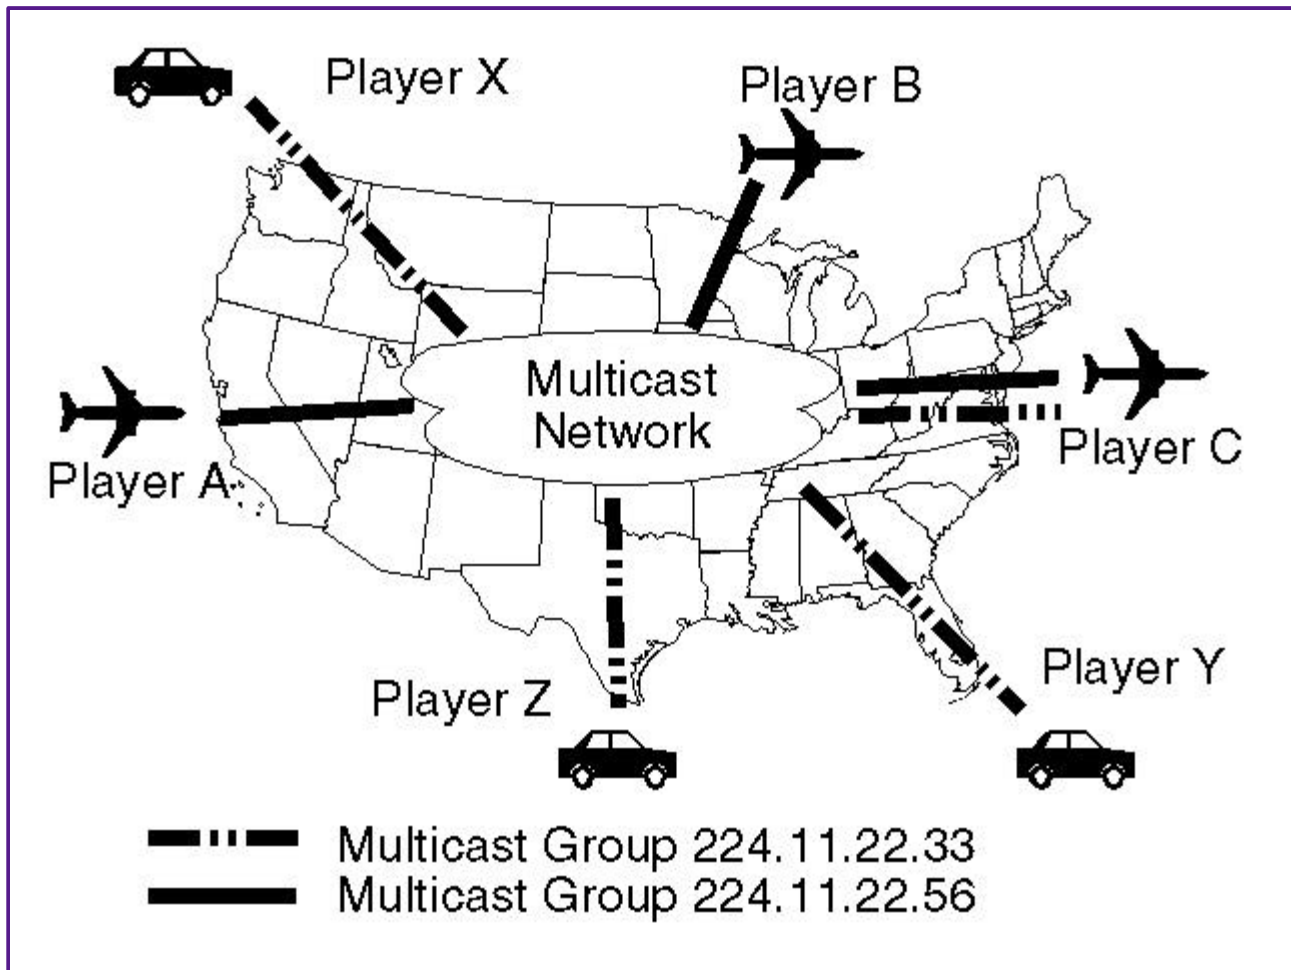 Player X
Player B
Multicast
Network
Player A
Player C
Player Z
Player Y
Multicast Group 224.11.22.33
Multicast Group 224.11.22.56